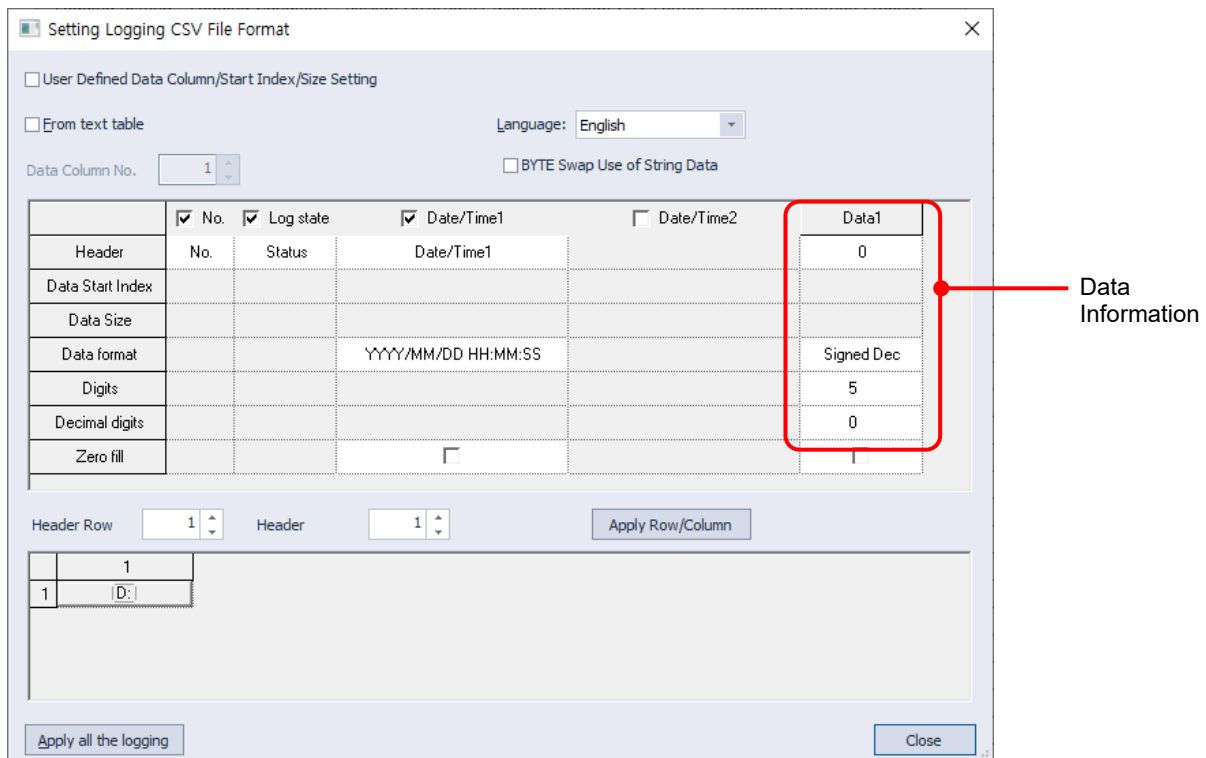 Setting Logging CSV File Format
User Defined Data Column/Start Index/Size Setting
From text table
Language: English
Data Column No. 1
BYTE Swap Use of String Data
No. Log state Date/Time1 Date/Time2 Data1
Header No. Status Date/Time1 0
Data Start Index
Data Size
Data format YYYY/MM/DD HH:MM:SS Signed Dec
Digits 5
Decimal digits 0
Zero fill
Data
Information
Header Row 1 Header 1 Apply Row/Column
1
1 D:
Apply all the logging Close